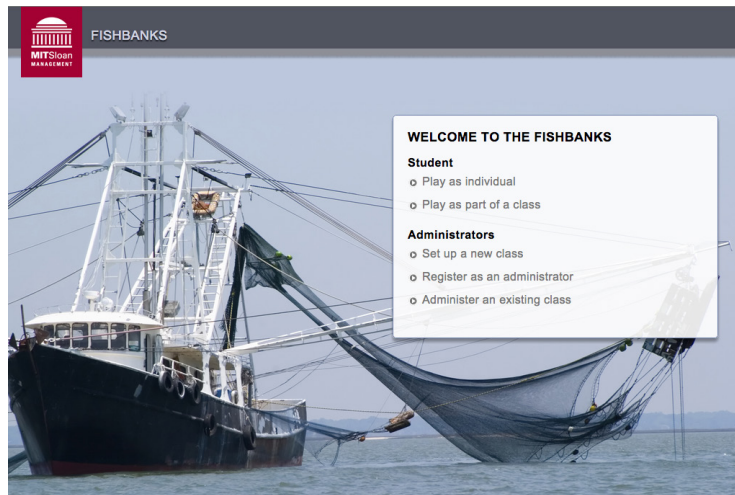 MITSloan
MANAGEMENT
FISHBANKS
WELCOME TO THE FISHBANKS
Student
Play as individual
Play as part of a class
Administrators
Set up a new class
Register as an administrator
Administer an existing class